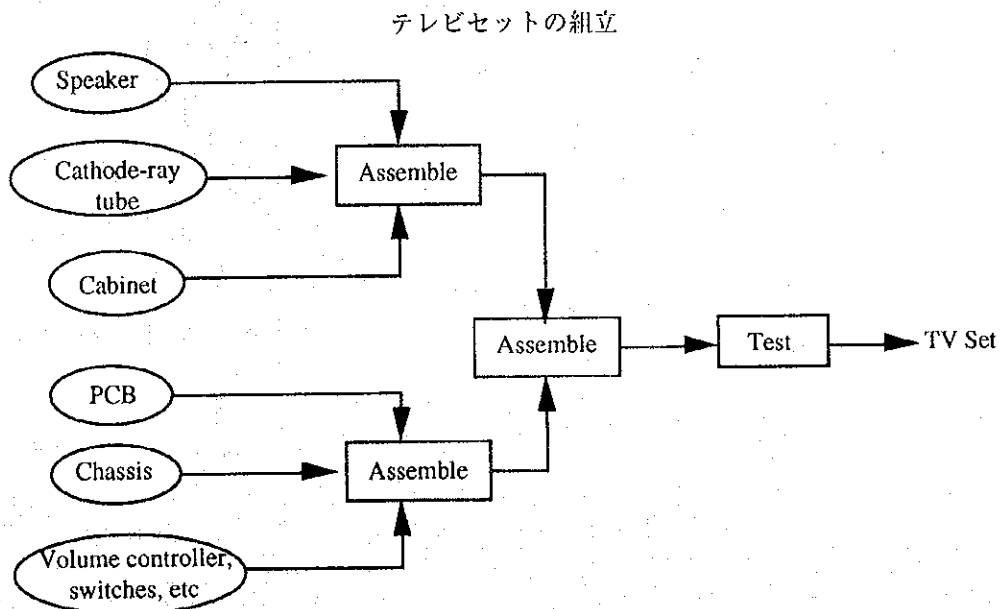 テレビセットの組立
Speaker
Cathode-ray
tube
Assemble
Cabinet
Assemble
Test
TV Set
PCB
Chassis
Assemble
Volume controller,
switches, etc